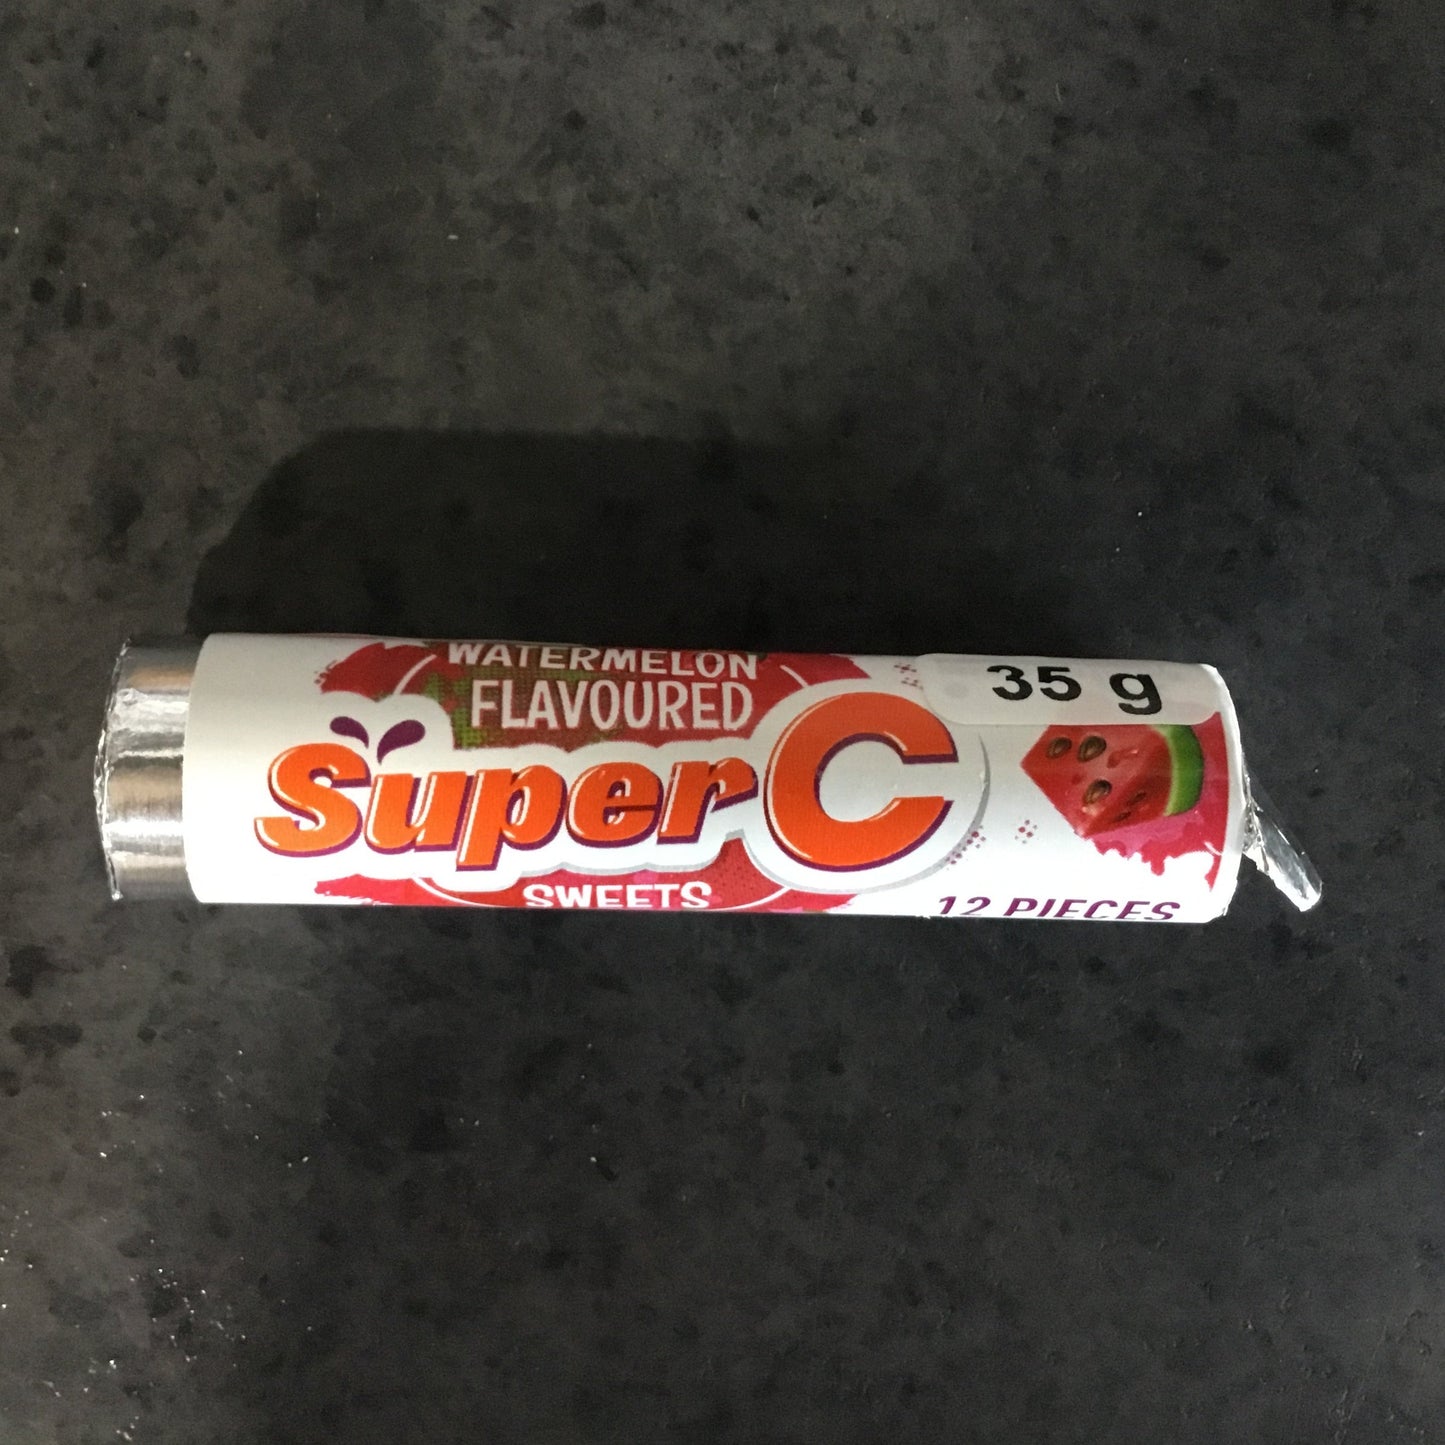 WATERMELON
FLAVOURED
Super C
SWEETS
35 g
12 PIECES